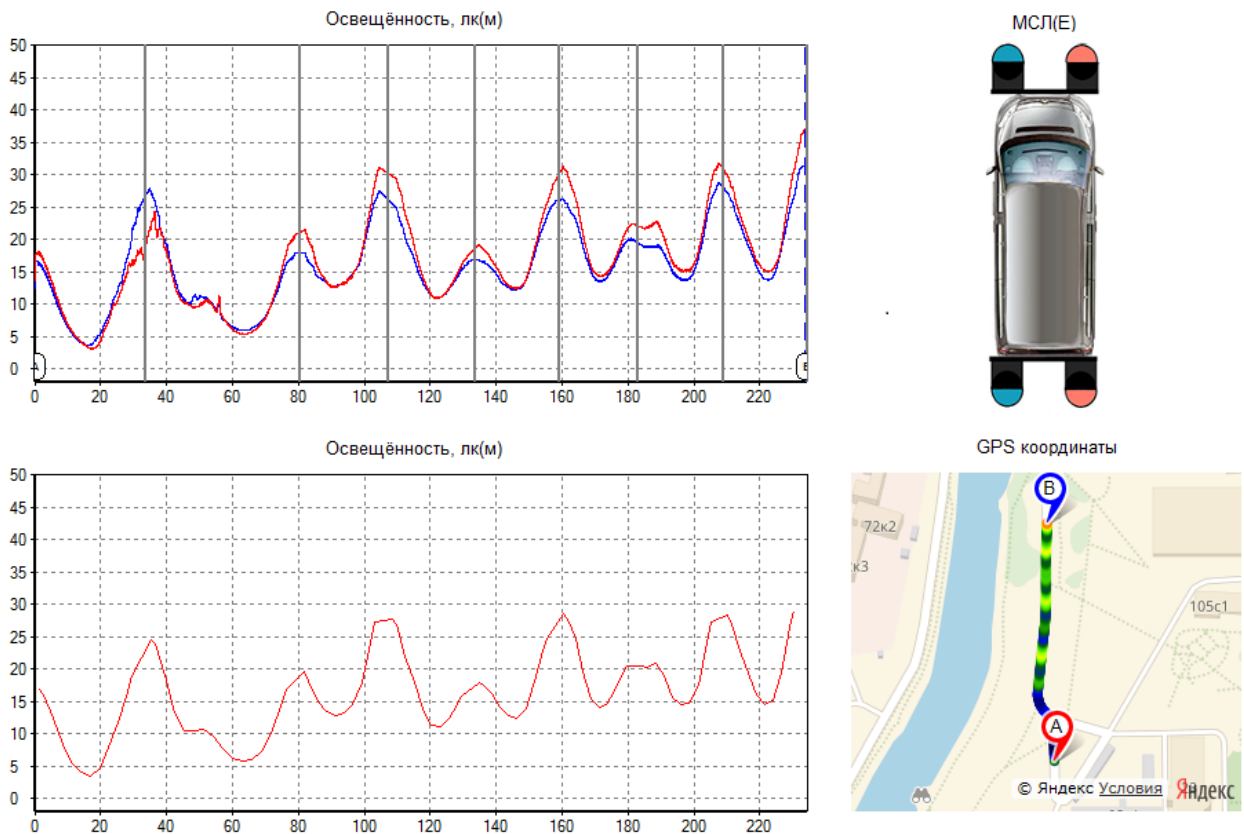 Освещённость, лк(м)
МСЛ(Е)
50
45
40
35
30
25
20
15
10
5
0
A
0 20 40 60 80 100 120 140 160 180 200 220
Освещённость, лк(м)
GPS координаты
50
45
40
35
30
25
20
15
10
5
0
0 20 40 60 80 100 120 140 160 180 200 220
B
72к2
к3
105с1
A
© Яндекс Условия
Яндекс